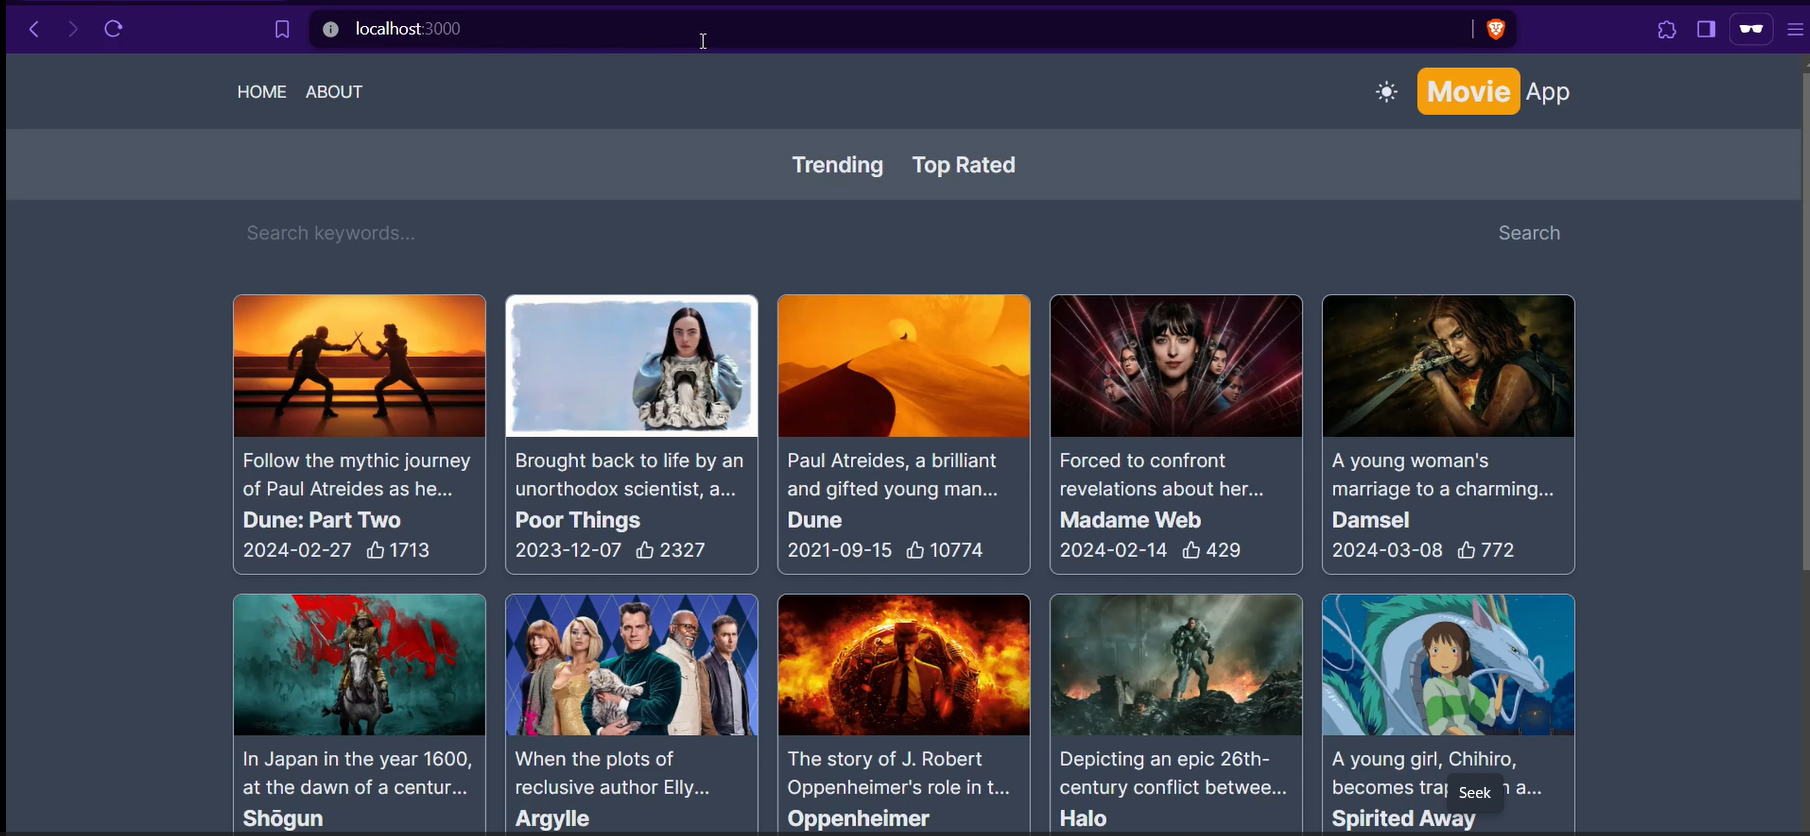 localhost:3000
HOME ABOUT
Movie App
Trending Top Rated
Search keywords...
Search
Follow the mythic journey
of Paul Atreides as he...
Dune: Part Two
2024-02-27 1713
Brought back to life by an
unorthodox scientist, a...
Poor Things
2023-12-07 2327
Paul Atreides, a brilliant
and gifted young man...
Dune
2021-09-15 10774
Forced to confront
revelations about her...
Madame Web
2024-02-14 429
A young woman's
marriage to a charming...
Damsel
2024-03-08 772
In Japan in the year 1600,
at the dawn of a centur...
Shōgun
When the plots of
reclusive author Elly...
Argylle
The story of J. Robert
Oppenheimer's role in t...
Oppenheimer
Depicting an epic 26th-
century conflict betwee...
Halo
A young girl, Chihiro,
becomes a...
Spirited Away
Seek